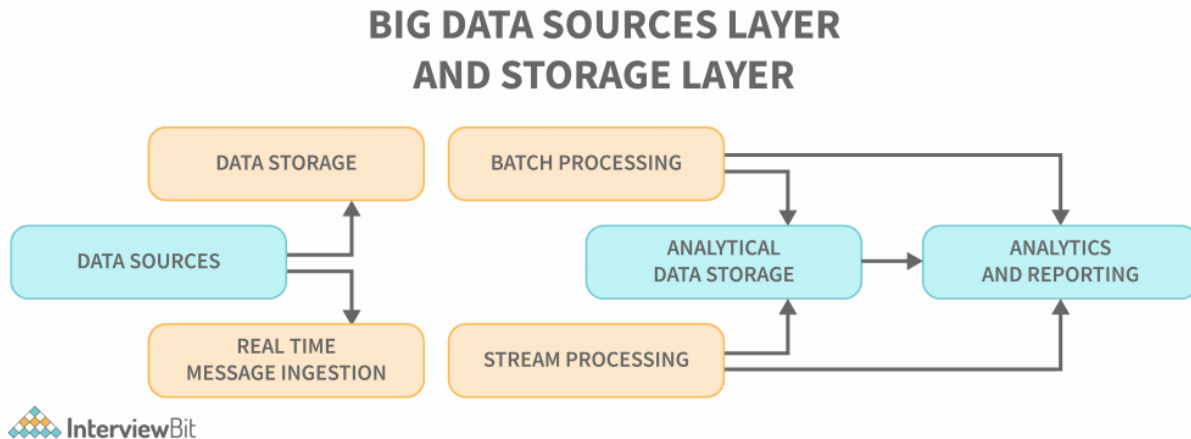 BIG DATA SOURCES LAYER
AND STORAGE LAYER
DATA STORAGE
BATCH PROCESSING
DATA SOURCES
ANALYTICAL
DATA STORAGE
ANALYTICS
AND REPORTING
REAL TIME
MESSAGE INGESTION
STREAM PROCESSING
InterviewBit